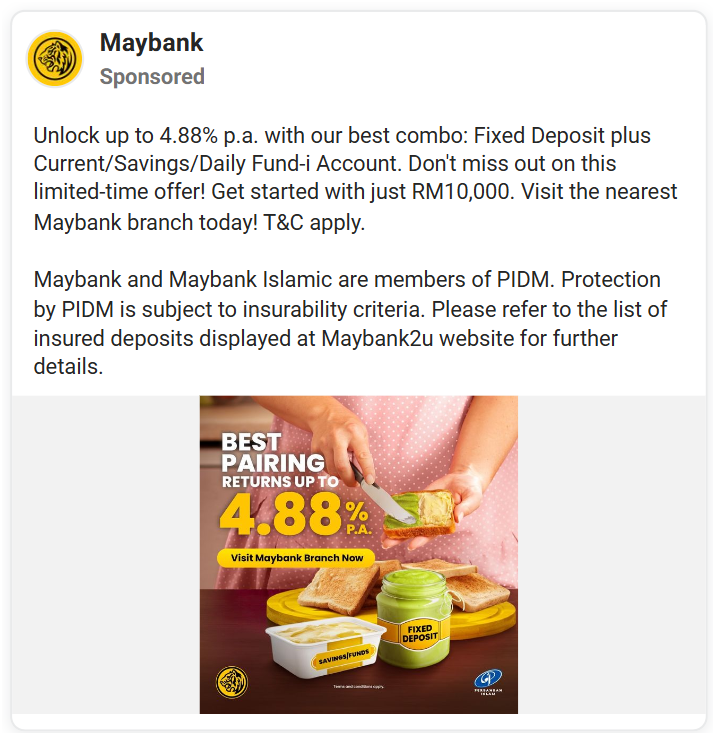 Maybank
Sponsored
Unlock up to 4.88% p.a. with our best combo: Fixed Deposit plus
Current/Savings/Daily Fund-i Account. Don't miss out on this
limited-time offer! Get started with just RM10,000. Visit the nearest
Maybank branch today! T&C apply.
Maybank and Maybank Islamic are members of PIDM. Protection
by PIDM is subject to insurability criteria. Please refer to the list of
insured deposits displayed at Maybank2u website for further
details.
BEST
PAIRING
RETURNS UP TO
4.88%
P.A.
Visit Maybank Branch Now
FIXED
DEPOSIT
SAVINGS|FUNDS
Terms and conditions apply.
PERBANKAN
ISLAM